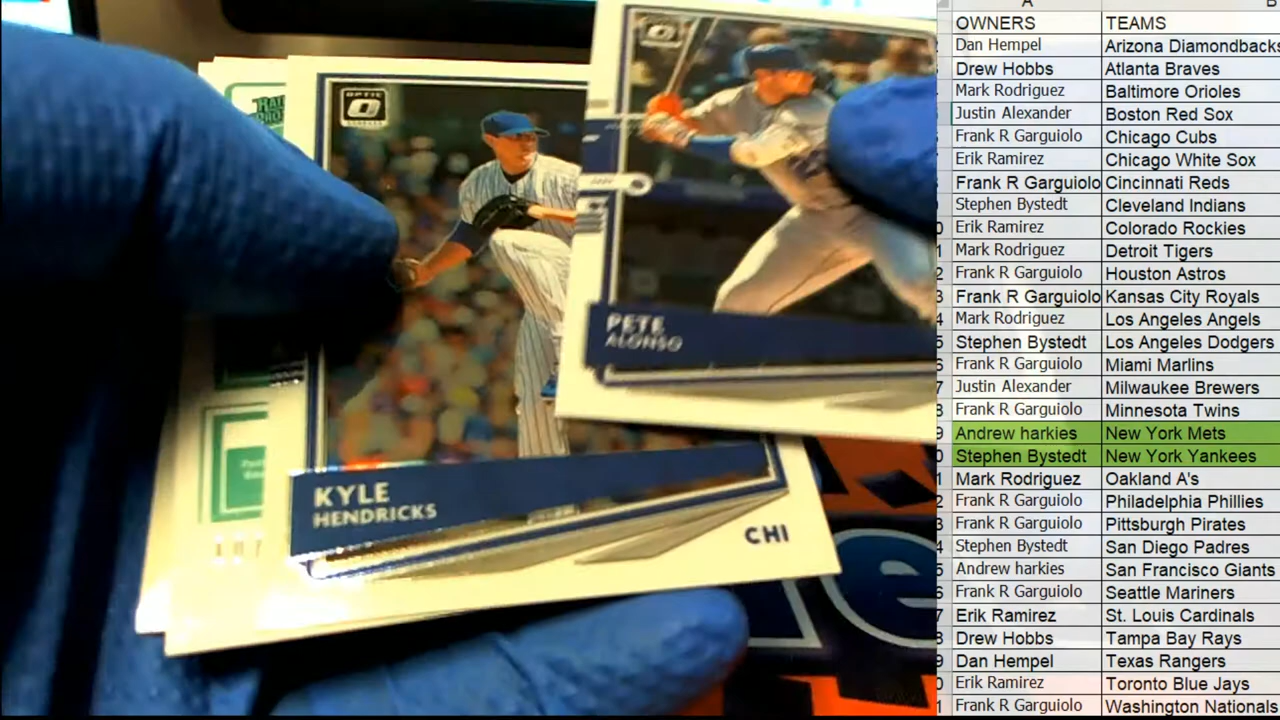 OPTIC
KYLE
HENDRICKS
CHI
PETE
ALONSO
A
B
OWNERS TEAMS
Dan Hempel Arizona Diamondbacks
Drew Hobbs Atlanta Braves
Mark Rodriguez Baltimore Orioles
Justin Alexander Boston Red Sox
Frank R Garguiolo Chicago Cubs
Erik Ramirez Chicago White Sox
Frank R Garguiolo Cincinnati Reds
Stephen Bystedt Cleveland Indians
Erik Ramirez Colorado Rockies
Mark Rodriguez Detroit Tigers
Frank R Garguiolo Houston Astros
Frank R Garguiolo Kansas City Royals
Mark Rodriguez Los Angeles Angels
Stephen Bystedt Los Angeles Dodgers
Frank R Garguiolo Miami Marlins
Justin Alexander Milwaukee Brewers
Frank R Garguiolo Minnesota Twins
Andrew harkies New York Mets
Stephen Bystedt New York Yankees
Mark Rodriguez Oakland A's
Frank R Garguiolo Philadelphia Phillies
Frank R Garguiolo Pittsburgh Pirates
Stephen Bystedt San Diego Padres
Andrew harkies San Francisco Giants
Frank R Garguiolo Seattle Mariners
Erik Ramirez St. Louis Cardinals
Drew Hobbs Tampa Bay Rays
Dan Hempel Texas Rangers
Erik Ramirez Toronto Blue Jays
Frank R Garguiolo Washington Nationals